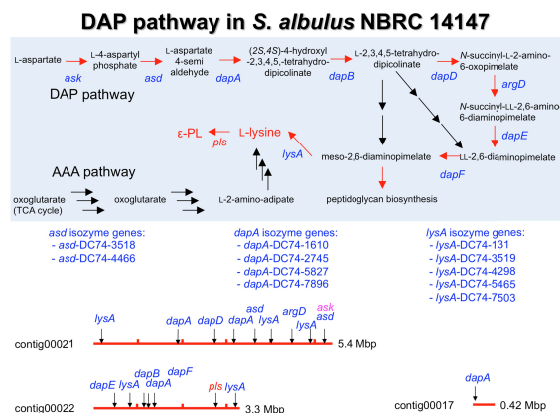 DAP pathway in S. albulus NBRC 14147
L-aspartate
L-4-aspartyl
phosphate
L-aspartate
4-semi
aldehyde
(2S,4S)-4-hydroxyl
-2,3,4,5,-tetrahydro-
dipicolinate
L-2,3,4,5-tetrahydro-
dipicolinate
N-succinyl-L-2-amino-
6-oxopimelate
ask
asd
dapA
dapB
dapD
argD
DAP pathway
N-succinyl-LL-2,6-amino
-6-diaminopimelate
dapE
ε-PL
pls
L-lysine
lysA
meso-2,6-diaminopimelate
dapF
LL-2,6-diaminopimelate
AAA pathway
oxoglutarate
(TCA cycle)
oxoglutarate
L-2-amino-adipate
peptidoglycan biosynthesis
asd isozyme genes:
- asd-DC74-3518
- asd-DC74-4466
dapA isozyme genes:
- dapA-DC74-1610
- dapA-DC74-2745
- dapA-DC74-5827
- dapA-DC74-7896
lysA isozyme genes:
- lysA-DC74-131
- lysA-DC74-3519
- lysA-DC74-4298
- lysA-DC74-5465
- lysA-DC74-7503
lysA
dapA
dapD
asd
dapA
lysA
argD
lysA
ask
asd
contig00021
5.4 Mbp
dapE
lysA
dapB
dapA
dapF
pls
lysA
contig00022
3.3 Mbp
dapA
contig00017
0.42 Mbp